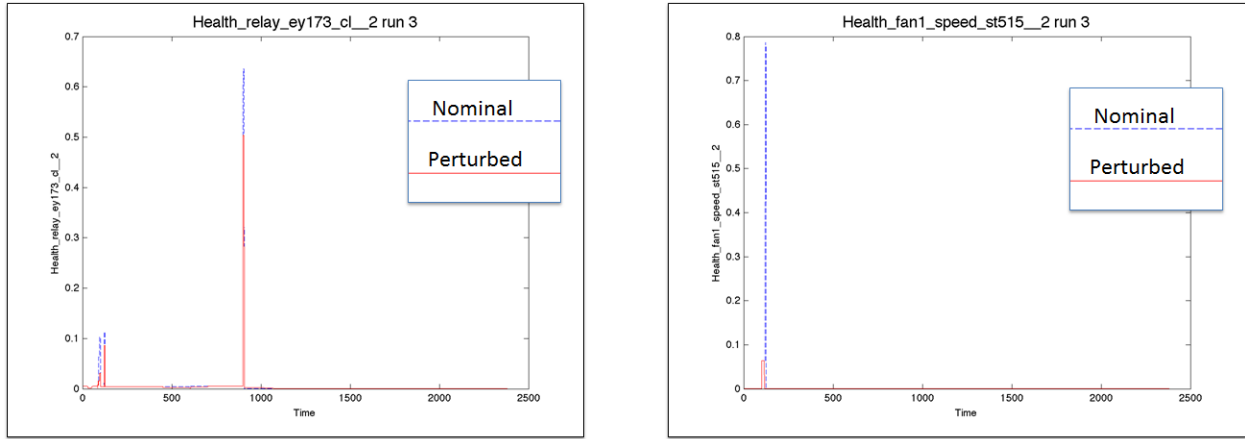 Health_relay_ey173_cl__2 run 3
0.7
0.6
0.5
0.4
0.3
0.2
0.1
0
Health_relay_ey173_cl__2
0
500
1000
1500
2000
2500
Time
Nominal
Perturbed
Health_fan1_speed_st515__2 run 3
0.8
0.7
0.6
0.5
0.4
0.3
0.2
0.1
0
Health_fan1_speed_st515__2
0
500
1000
1500
2000
2500
Time
Nominal
Perturbed